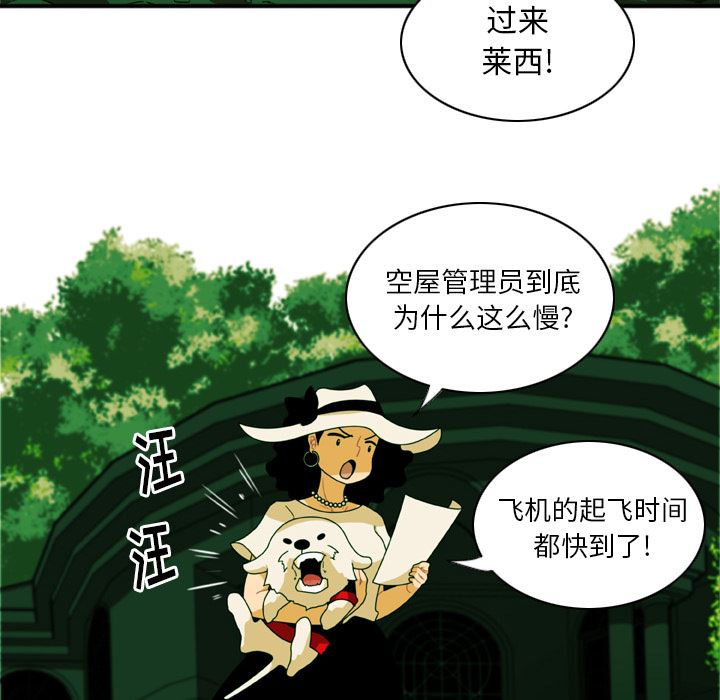 过来
莱西!
空屋管理员到底
为什么这么慢?
汪
汪
飞机的起飞时间
都快到了!